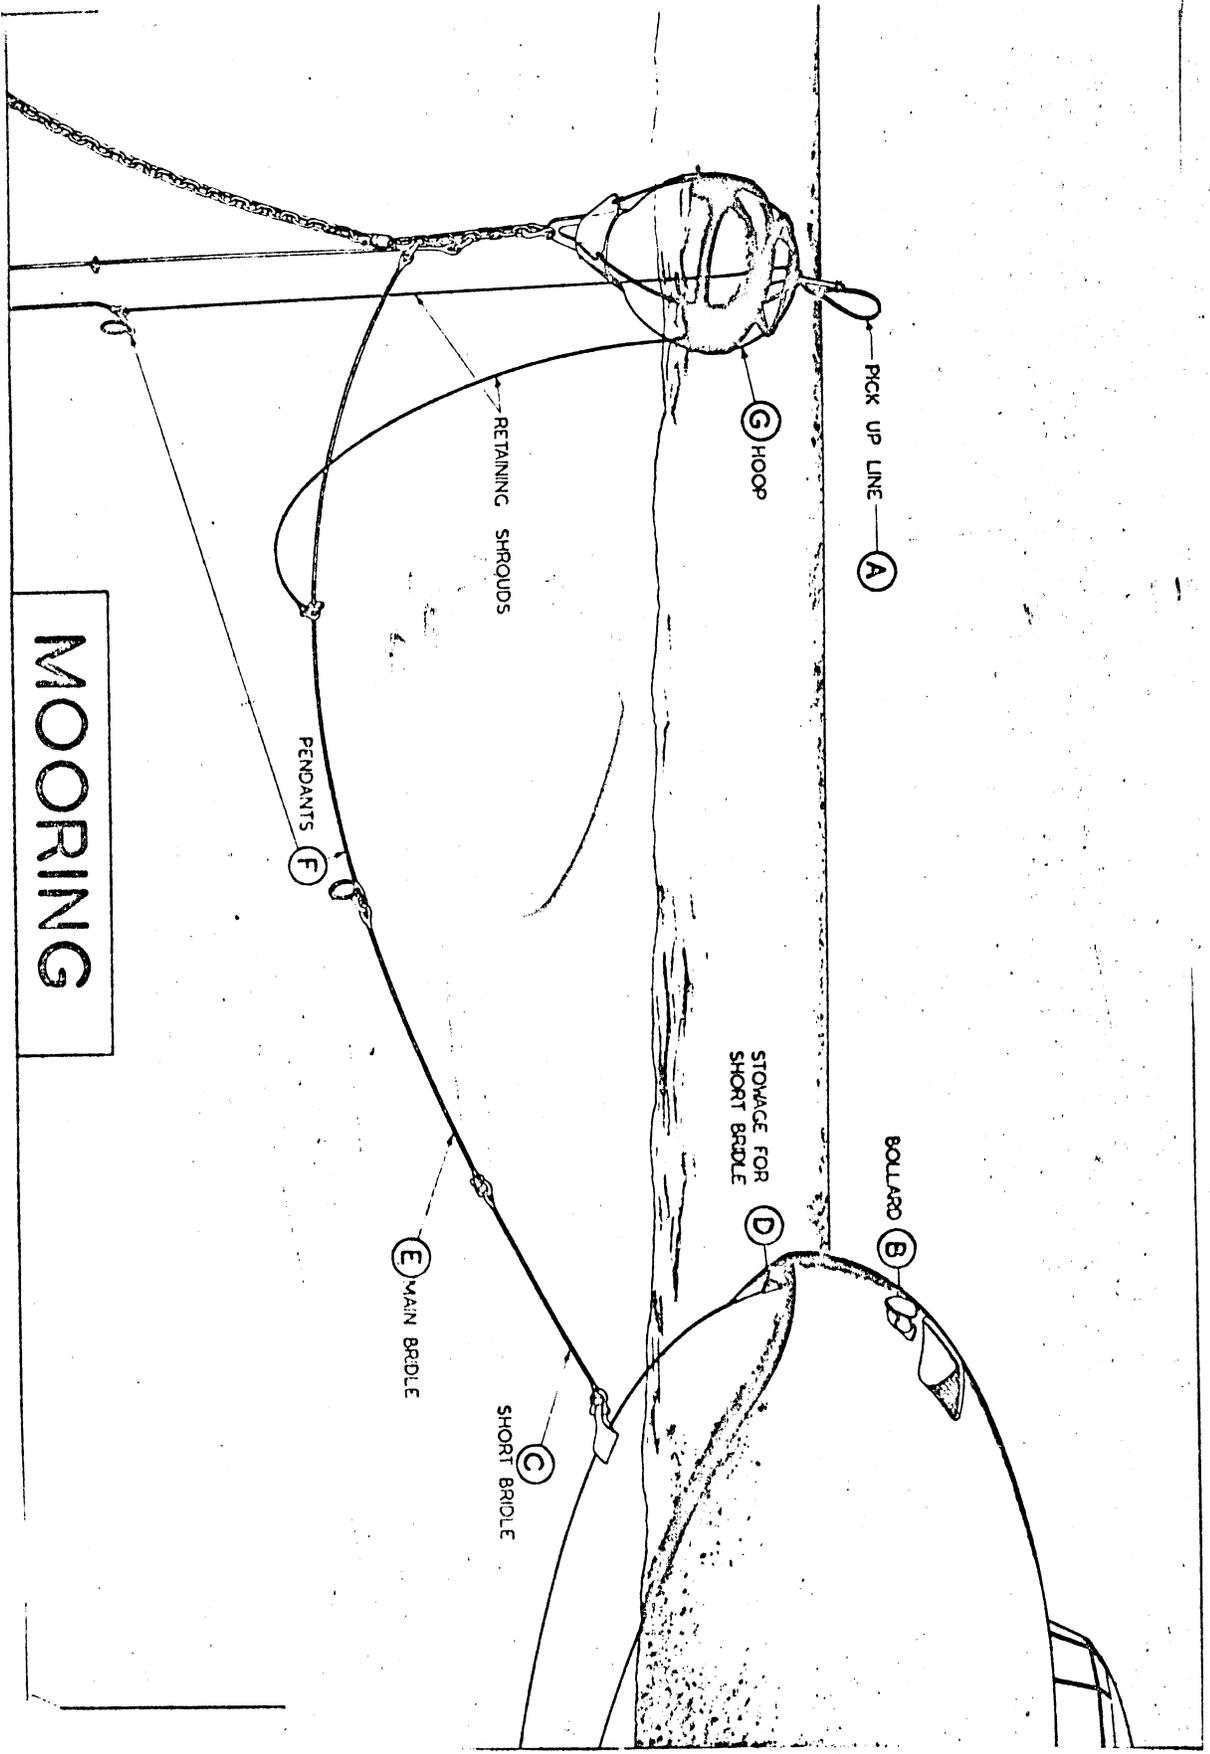 PICK UP LINE A
BOLLARD B
G HOOP
STOWAGE FOR
SHORT BRIDLE
D
RETAINING SHROUDS
SHORT BRIDLE
C
E MAIN BRIDLE
PENDANTS F
MOORING